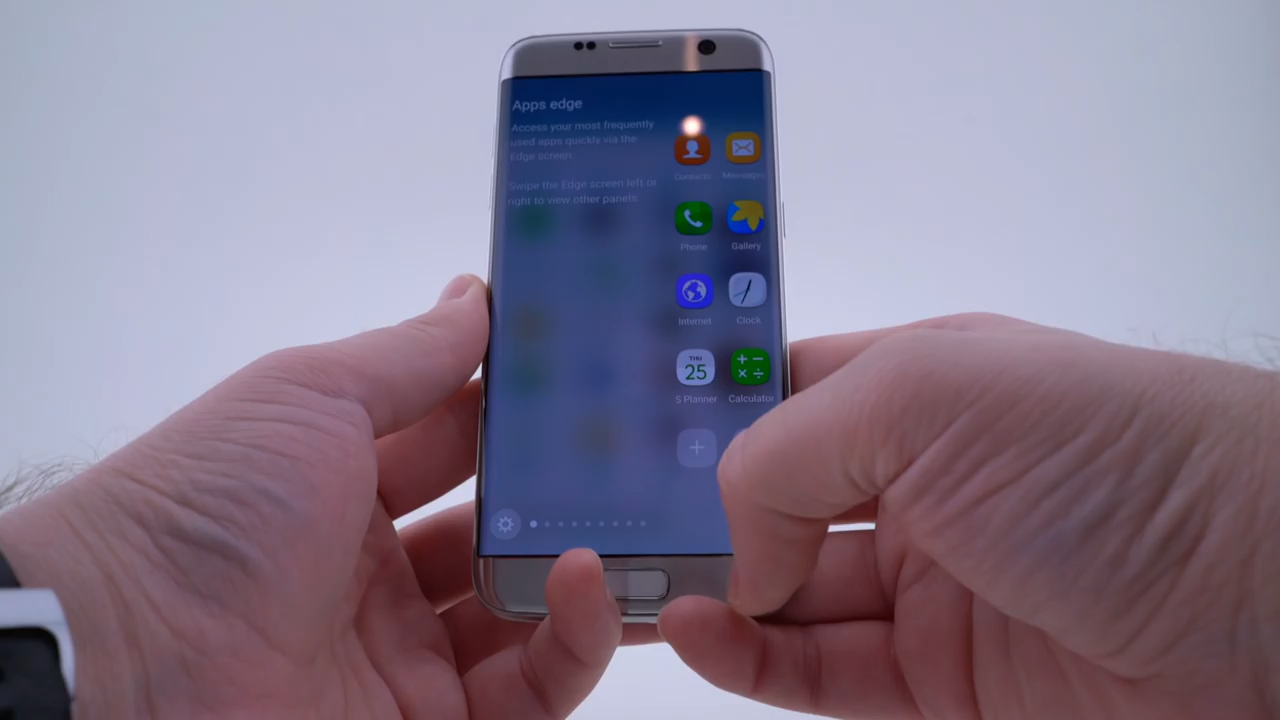 Apps edge
Access your most frequently
used apps quickly via the
Edge screen.
Swipe the Edge screen left or
right to view other panels.
Contacts
Messages
Phone
Gallery
Internet
Clock
THU
25
S Planner
Calculator